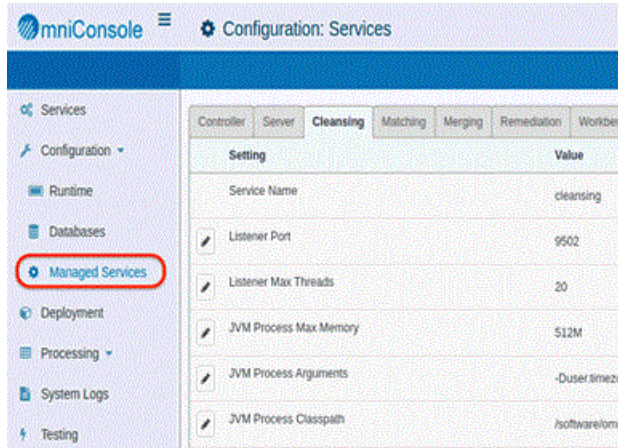 OmniConsole
Configuration: Services
Services
Configuration
Runtime
Databases
Managed Services
Deployment
Processing
System Logs
Testing
Controller Server Cleansing Matching Merging Remediation
Setting Value
Service Name cleansing
Listener Port 9502
Listener Max Threads 20
JVM Process Max Memory 512M
JVM Process Arguments -Duser.timez
JVM Process Classpath /software/om